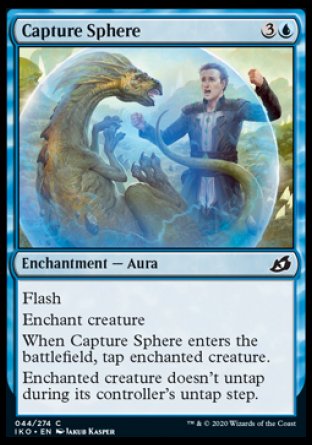 Capture Sphere 3
Enchantment — Aura
Flash
Enchant creature
When Capture Sphere enters the
battlefield, tap enchanted creature.
Enchanted creature doesn't untap
during its controller's untap step.
044/274 C
IKO • EN Jakub Kasper ™ & © 2020 Wizards of the Coast